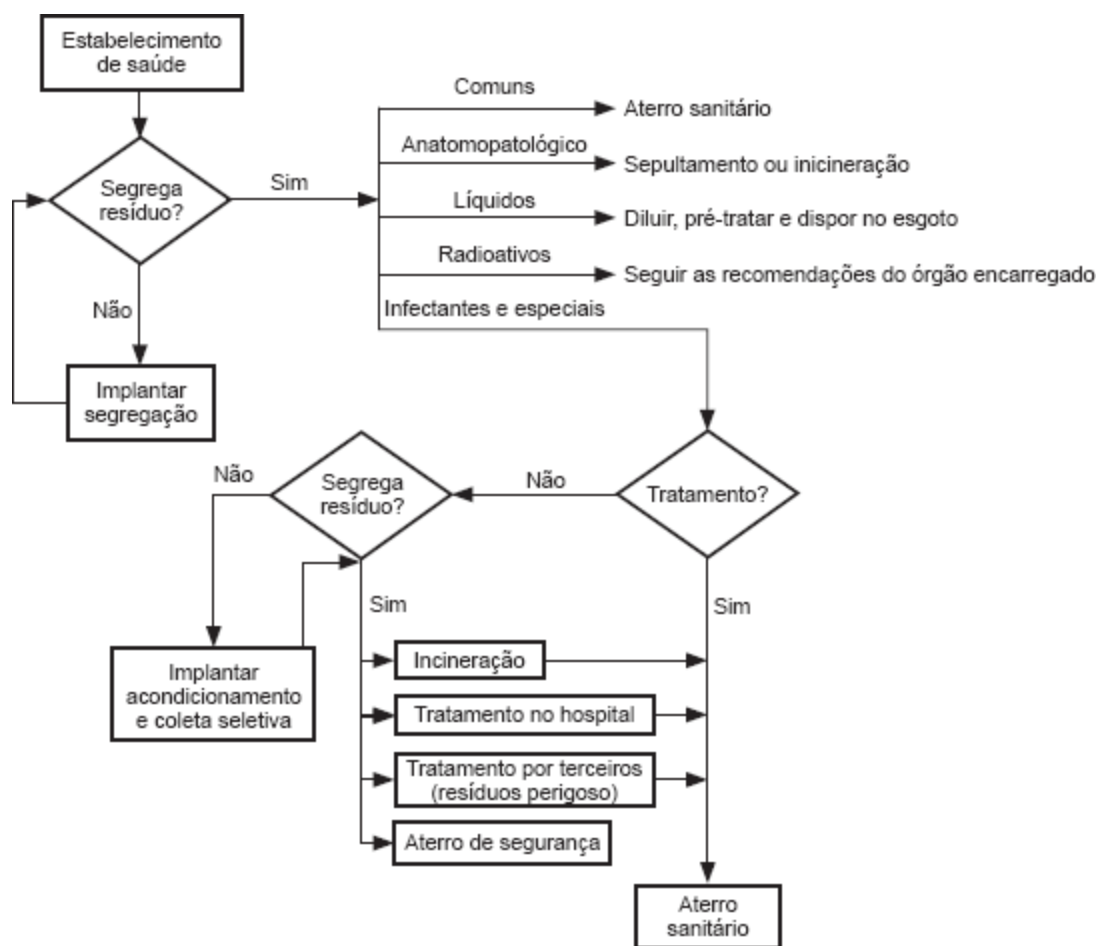 Estabelecimento
de saúde
Comuns
Aterro sanitário
Anatomopatológico
Sepultamento ou inicineração
Segrega
resíduo?
Sim
Líquidos
Diluir, pré-tratar e dispor no esgoto
Radioativos
Seguir as recomendações do órgão encarregado
Não
Infectantes e especiais
Implantar
segregação
Tratamento?
Não
Segrega
resíduo?
Não
Sim
Sim
Implantar
acondicionamento
e coleta seletiva
Incineração
Tratamento no hospital
Tratamento por terceiros
(resíduos perigoso)
Aterro de segurança
Aterro
sanitário